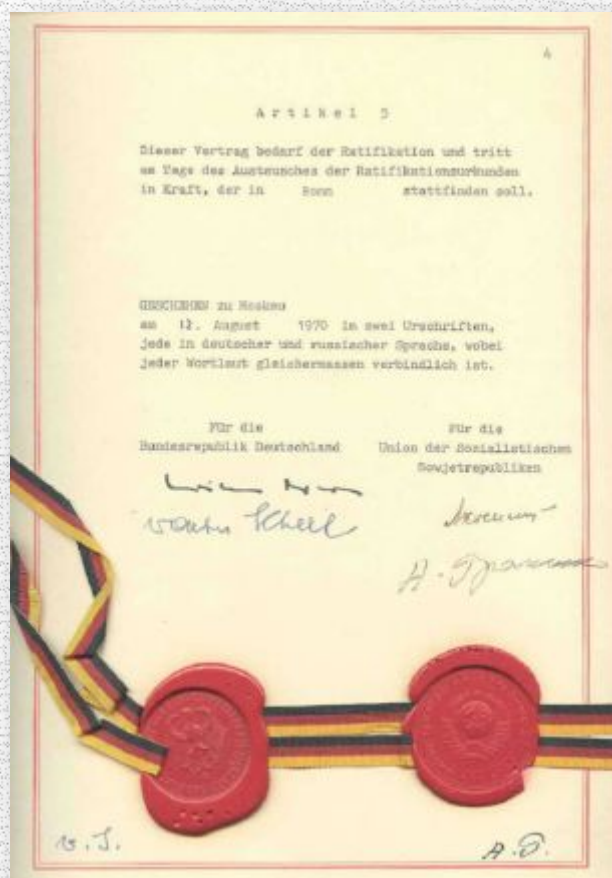 4
Artikel 5
Dieser Vertrag bedarf der Ratifikation und tritt
am Tage des Austausches der Ratifikationsurkunden
in Kraft, der in Bonn stattfinden soll.
GESCHEHEN zu Moskau
am 12. August 1970 in zwei Urschriften,
jede in deutscher und russischer Sprache, wobei
jeder Wortlaut gleichermassen verbindlich ist.
Für die
Bundesrepublik Deutschland
Für die
Union der Sozialistischen
Sowjetrepubliken
Walter Scheel